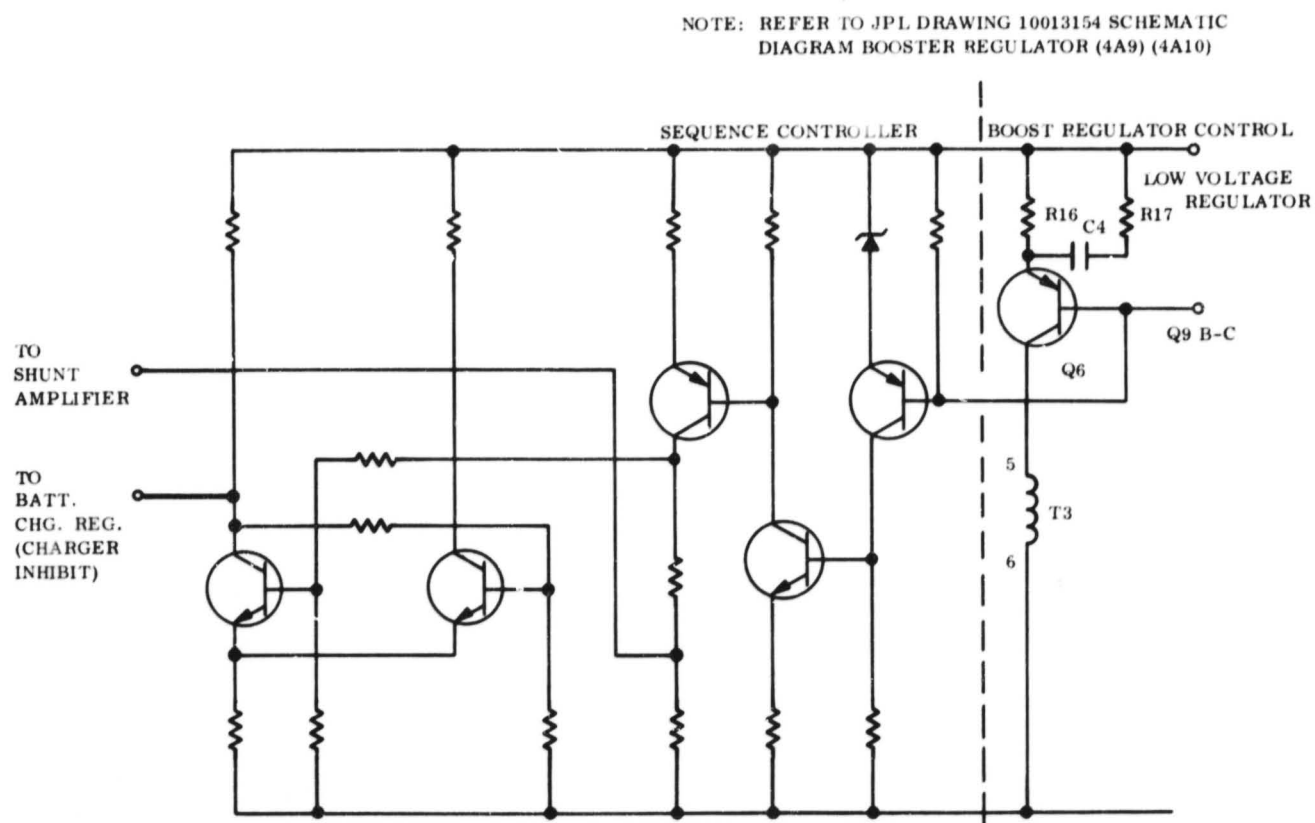 NOTE: REFER TO JPL DRAWING 10013154 SCHEMATIC
DIAGRAM BOOSTER REGULATOR (4A9) (4A10)
SEQUENCE CONTROLLER
BOOST REGULATOR CONTROL
LOW VOLTAGE
REGULATOR
R16
C4
R17
Q9 B-C
Q6
TO
SHUNT
AMPLIFIER
TO
BATT.
CHG. REG.
(CHARGER
INHIBIT)
5
T3
6